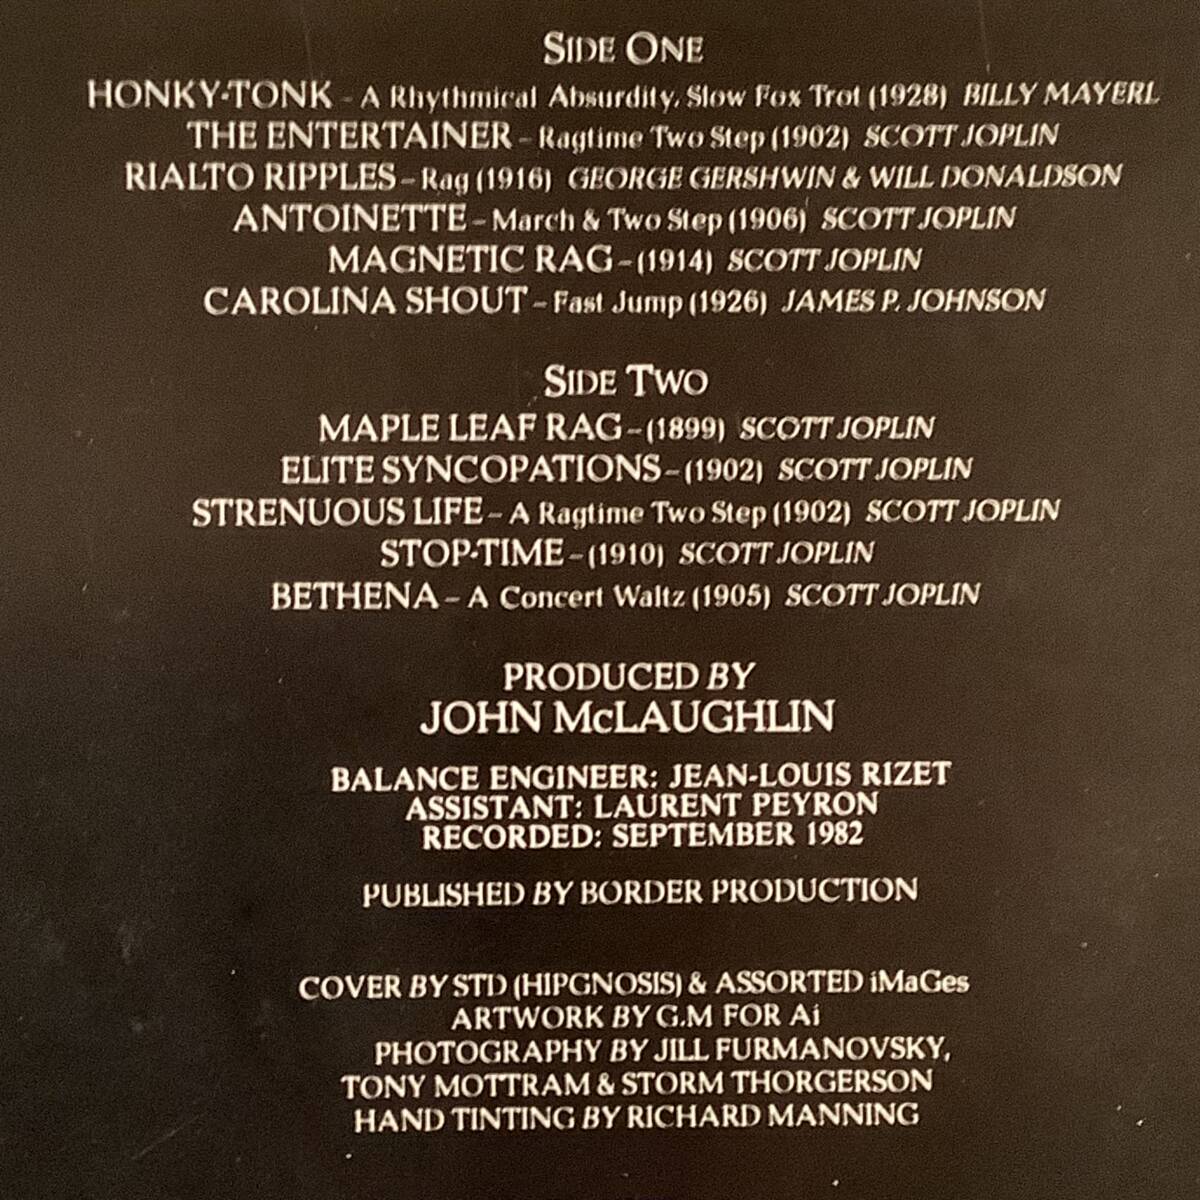 SIDE ONE
HONKY-TONK - A Rhythmical Absurdity, Slow Fox Trot (1928) BILLY MAYERL
THE ENTERTAINER - Ragtime Two Step (1902) SCOTT JOPLIN
RIALTO RIPPLES - Rag (1916) GEORGE GERSHWIN & WILL DONALDSON
ANTOINETTE - March & Two Step (1906) SCOTT JOPLIN
MAGNETIC RAG - (1914) SCOTT JOPLIN
CAROLINA SHOUT - Fast Jump (1926) JAMES P. JOHNSON
SIDE TWO
MAPLE LEAF RAG - (1899) SCOTT JOPLIN
ELITE SYNCOPATIONS - (1902) SCOTT JOPLIN
STRENUOUS LIFE - A Ragtime Two Step (1902) SCOTT JOPLIN
STOP-TIME - (1910) SCOTT JOPLIN
BETHENA - A Concert Waltz (1905) SCOTT JOPLIN
PRODUCED BY
JOHN McLAUGHLIN
BALANCE ENGINEER: JEAN-LOUIS RIZET
ASSISTANT: LAURENT PEYRON
RECORDED: SEPTEMBER 1982
PUBLISHED BY BORDER PRODUCTION
COVER BY STD (HIPGNOSIS) & ASSORTED iMaGes
ARTWORK BY G.M FOR Ai
PHOTOGRAPHY BY JILL FURMANOVSKY,
TONY MOTTRAM & STORM THORGERSON
HAND TINTING BY RICHARD MANNING